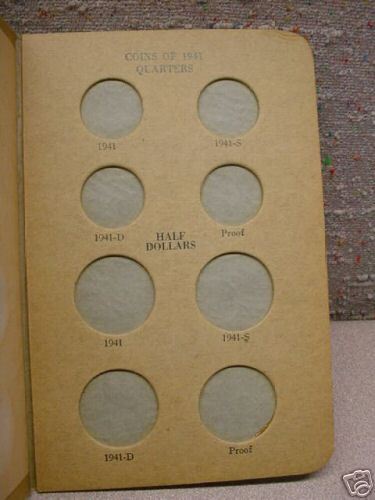 COINS OF 1941
QUARTERS
1941 1941-S
1941-D Proof
HALF
DOLLARS
1941 1941-S
1941-D Proof